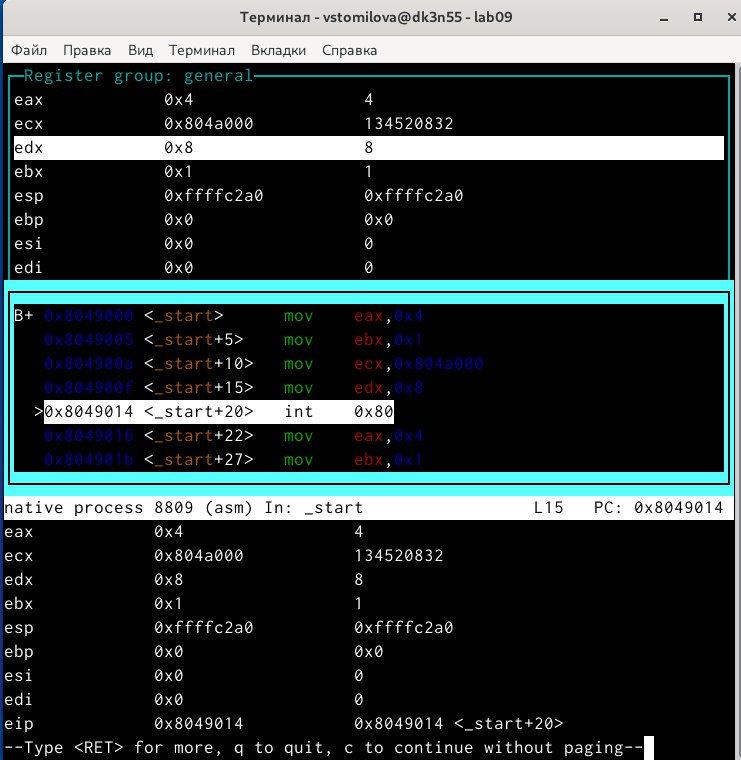 Терминал - vstomilova@dk3n55 - lab09
Файл Правка Вид Терминал Вкладки Справка
Register group: general
eax 0x4 4
ecx 0x804a000 134520832
edx 0x8 8
ebx 0x1 1
esp 0xffffc2a0 0xffffc2a0
ebp 0x0 0x0
esi 0x0 0
edi 0x0 0
B+ 0x8049000 <_start> mov eax,0x4
0x8049005 <_start+5> mov ebx,0x1
0x804900a <_start+10> mov ecx,0x804a000
0x804900f <_start+15> mov edx,0x8
>0x8049014 <_start+20> int 0x80
0x8049016 <_start+22> mov eax,0x4
0x804901b <_start+27> mov ebx,0x1
native process 8809 (asm) In: _start L15 PC: 0x8049014
eax 0x4 4
ecx 0x804a000 134520832
edx 0x8 8
ebx 0x1 1
esp 0xffffc2a0 0xffffc2a0
ebp 0x0 0x0
esi 0x0 0
edi 0x0 0
eip 0x8049014 0x8049014 <_start+20>
--Type <RET> for more, q to quit, c to continue without paging--